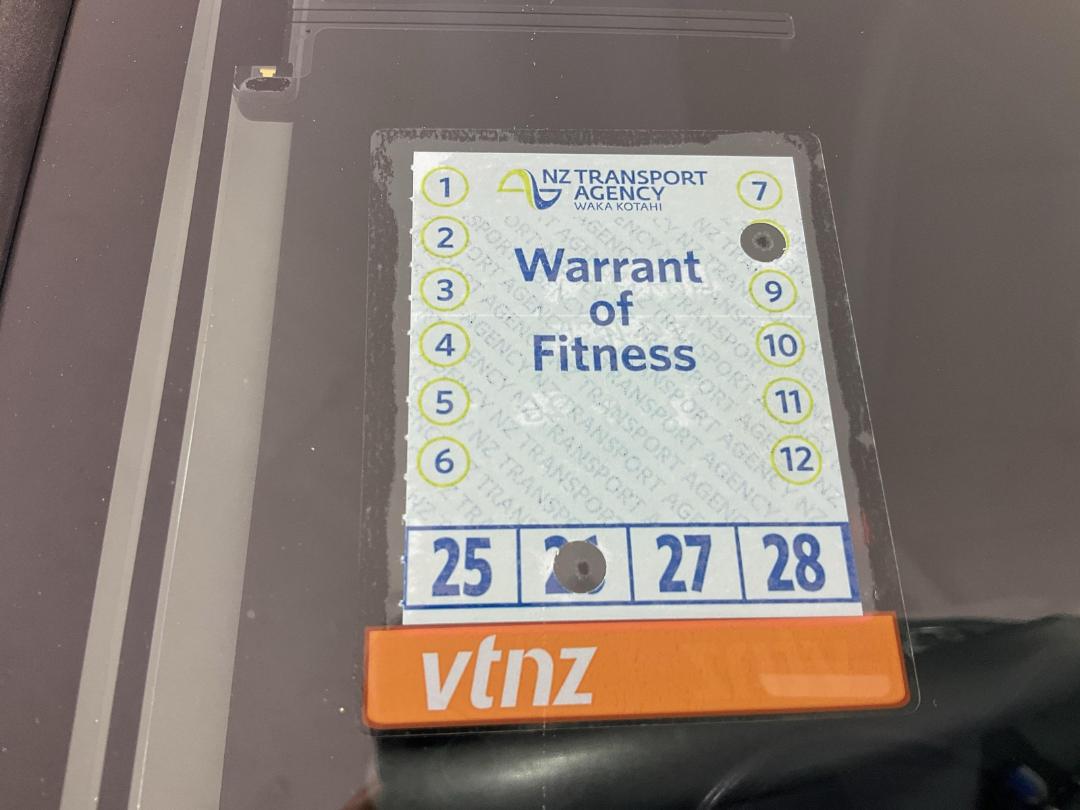 NZ TRANSPORT
AGENCY
WAKA KOTAHI
Warrant
of
Fitness
1
2
3
4
5
6
7
9
10
11
12
25 27 28
vtnz